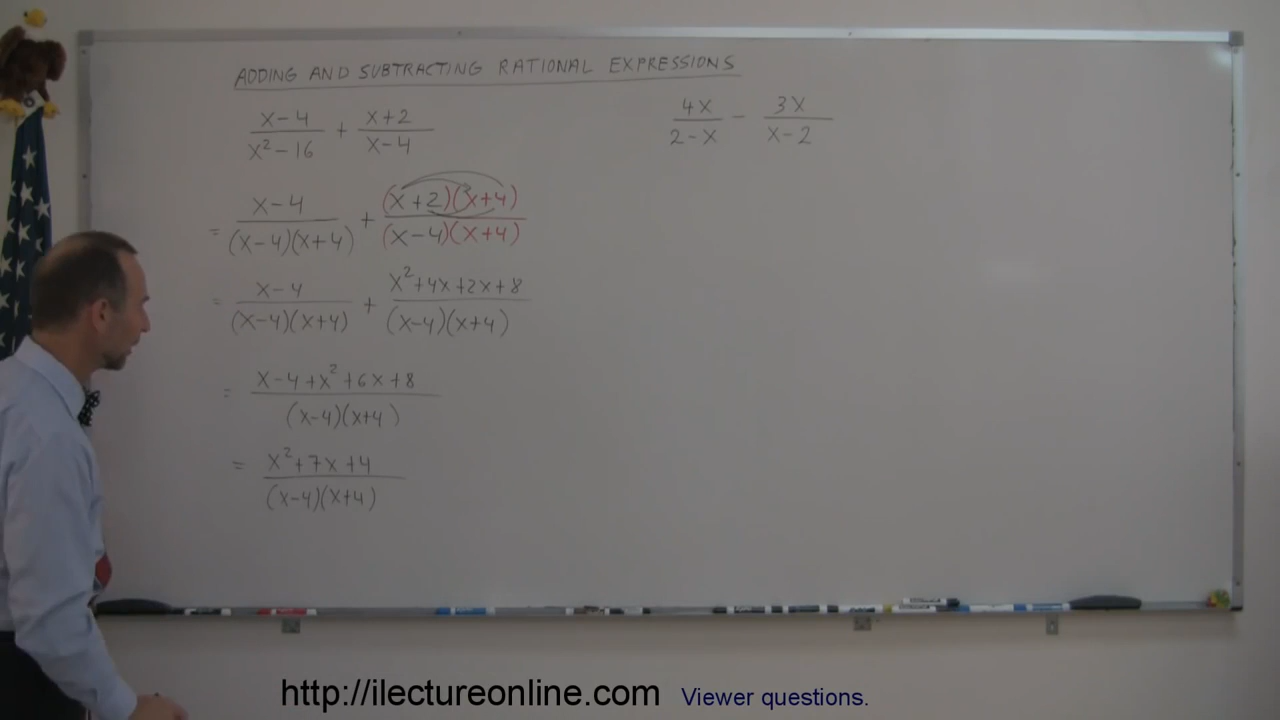 ADDING AND SUBTRACTING RATIONAL EXPRESSIONS
x-4/x²-16 + x+2/x-4
= x-4/(x-4)(x+4) + (x+2)(x+4)/(x-4)(x+4)
= x-4/(x-4)(x+4) + x²+4x+2x+8/(x-4)(x+4)
= x-4+x²+6x+8/(x-4)(x+4)
= x²+7x+4/(x-4)(x+4)
4x/2-x - 3x/x-2
http://ilectureonline.com Viewer questions.